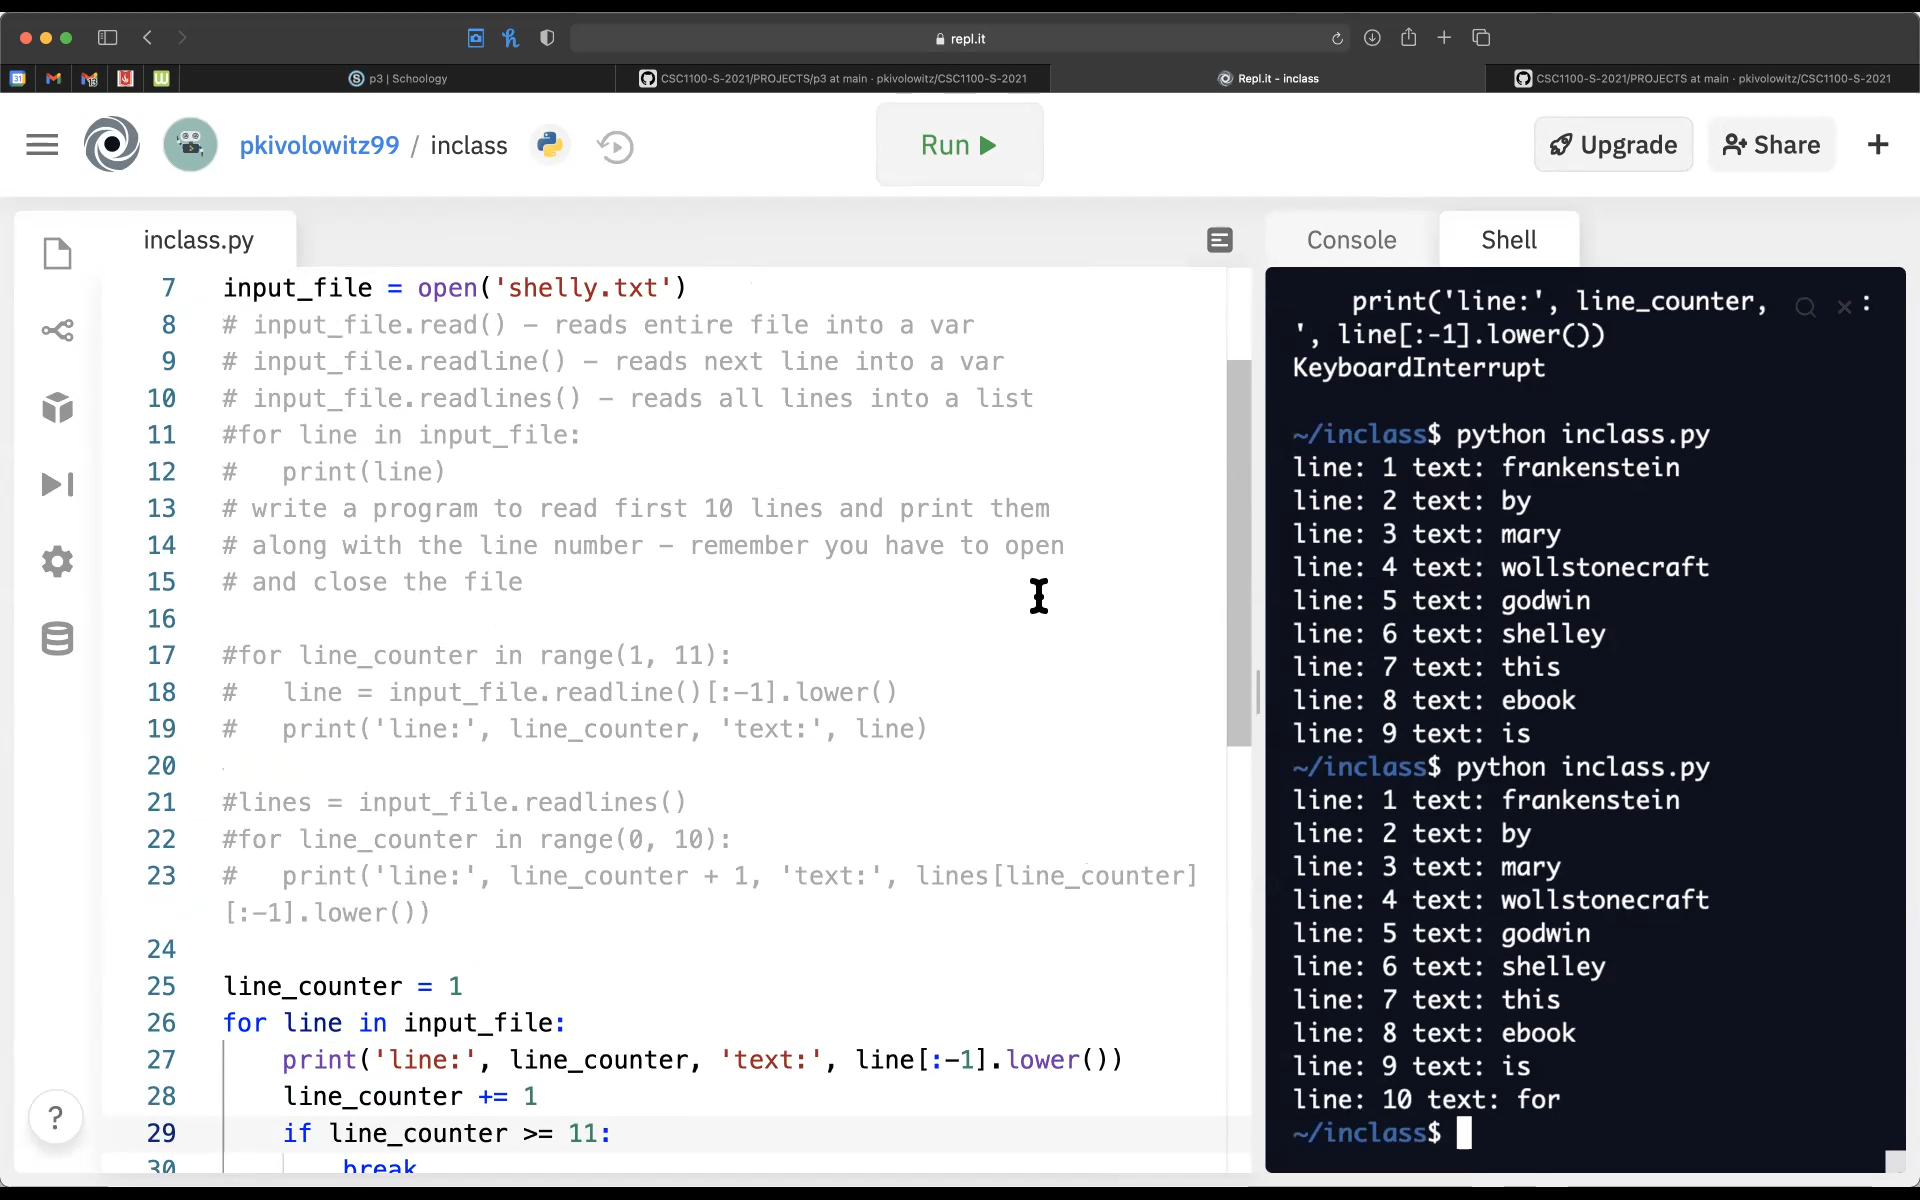 repl.it
p3 | Schoology
CSC1100-S-2021/PROJECTS/p3 at main · pkivolowitz/CSC1100-S-2021
Repl.it - inclass
CSC1100-S-2021/PROJECTS at main · pkivolowitz/CSC1100-S-2021
pkivolowitz99 / inclass
Run
Upgrade
Share
+
inclass.py
7 input_file = open('shelly.txt')
8 # input_file.read() – reads entire file into a var
9 # input_file.readline() – reads next line into a var
10 # input_file.readlines() – reads all lines into a list
11 #for line in input_file:
12 #   print(line)
13 # write a program to read first 10 lines and print them
14 # along with the line number – remember you have to open
15 # and close the file
16
17 #for line_counter in range(1, 11):
18 #   line = input_file.readline()[:-1].lower()
19 #   print('line:', line_counter, 'text:', line)
20
21 #lines = input_file.readlines()
22 #for line_counter in range(0, 10):
23 #   print('line:', line_counter + 1, 'text:', lines[line_counter]
[:-1].lower())
24
25 line_counter = 1
26 for line in input_file:
27     print('line:', line_counter, 'text:', line[:-1].lower())
28     line_counter += 1
29     if line_counter >= 11:
30         break
?
Console
Shell
    print('line:', line_counter, :
', line[:-1].lower())
KeyboardInterrupt
~/inclass$ python inclass.py
line: 1 text: frankenstein
line: 2 text: by
line: 3 text: mary
line: 4 text: wollstonecraft
line: 5 text: godwin
line: 6 text: shelley
line: 7 text: this
line: 8 text: ebook
line: 9 text: is
~/inclass$ python inclass.py
line: 1 text: frankenstein
line: 2 text: by
line: 3 text: mary
line: 4 text: wollstonecraft
line: 5 text: godwin
line: 6 text: shelley
line: 7 text: this
line: 8 text: ebook
line: 9 text: is
line: 10 text: for
~/inclass$